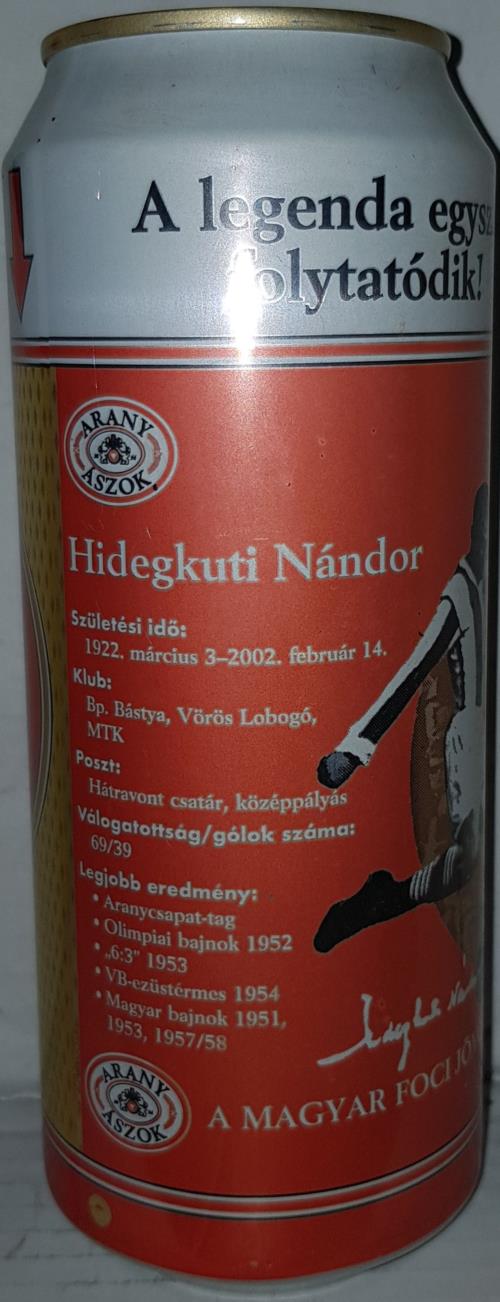 A legenda
folytatódik!
ARANY
ÁSZOK
Hidegkuti Nándor
Születési idő:
1922. március 3–2002. február 14.
Klub:
Bp. Bástya, Vörös Lobogó,
MTK
Poszt:
Hátravont csatár, középpályás
Válogatottság/gólok száma:
69/39
Legjobb eredmény:
• Aranycsapat-tag
• Olimpiai bajnok 1952
• „6:3” 1953
• VB-ezüstérmes 1954
• Magyar bajnok 1951,
1953, 1957/58
ARANY
ÁSZOK
A MAGYAR FOCI